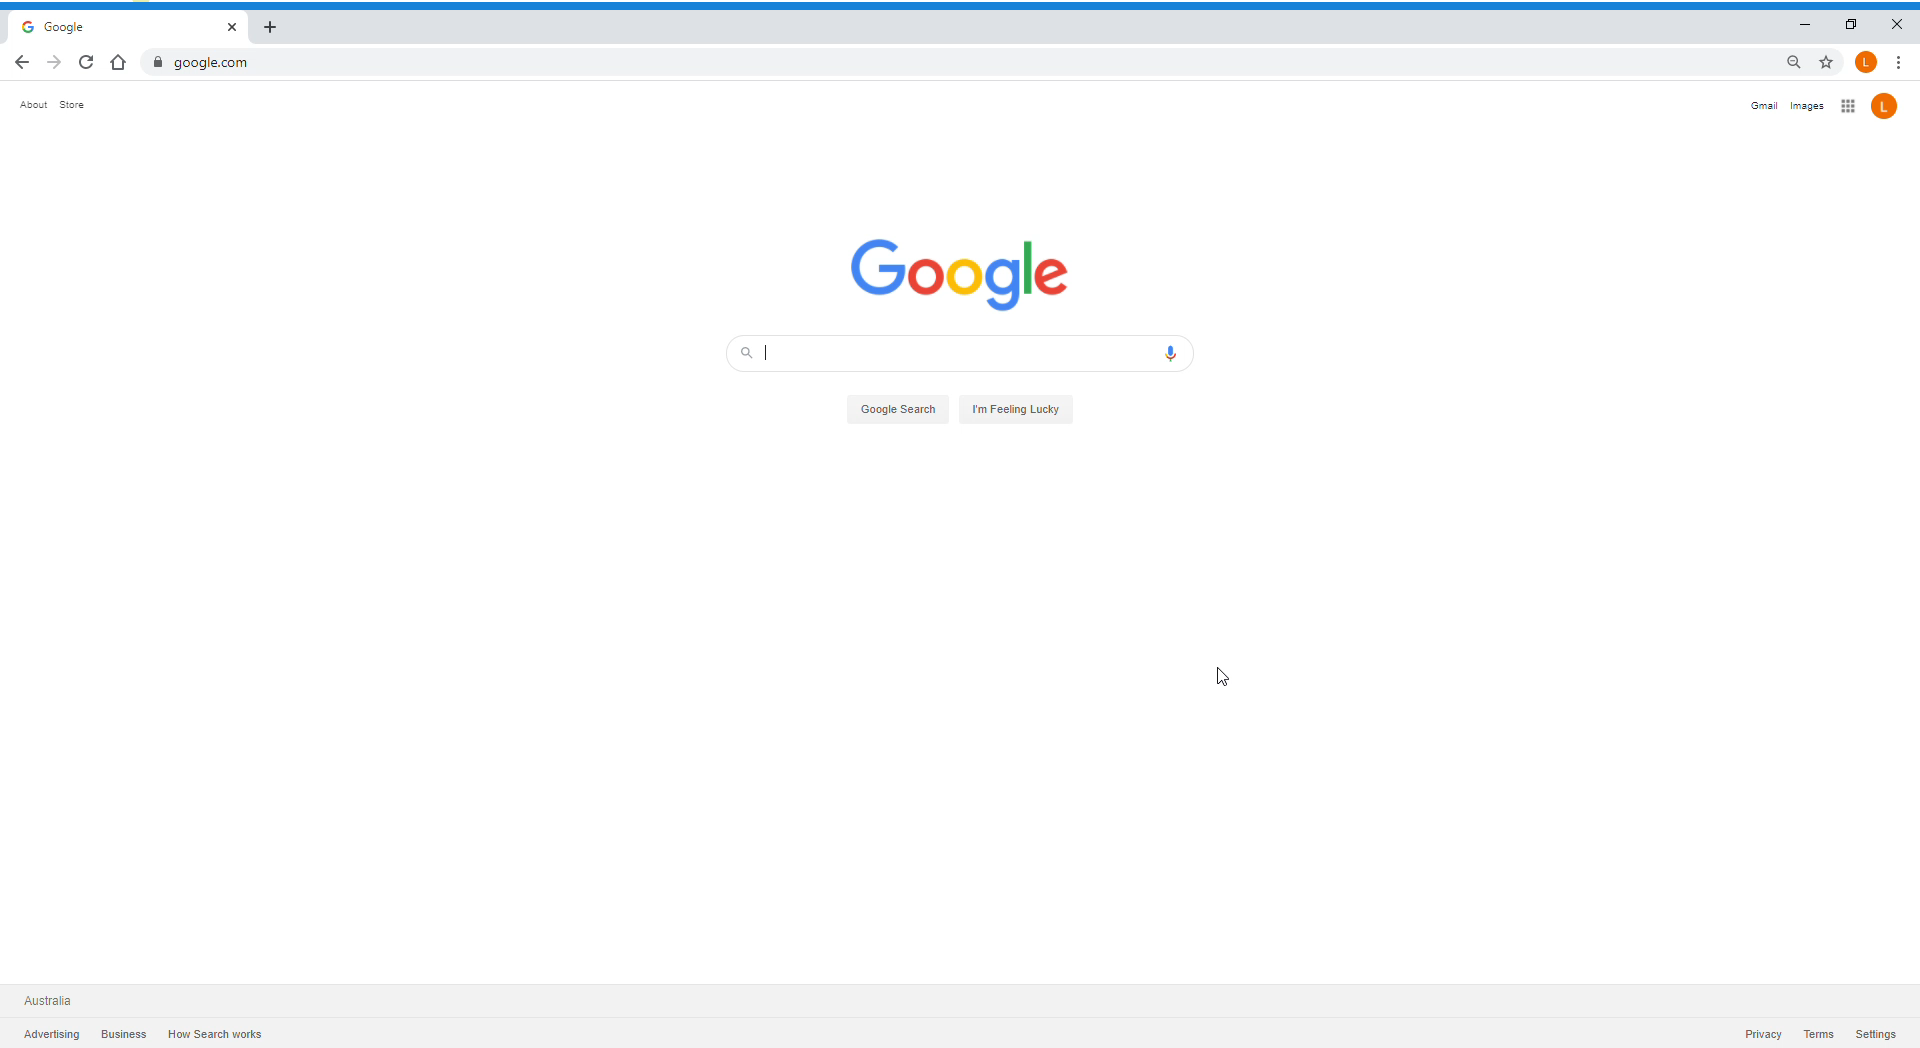 Google
google.com
L
About Store
Gmail Images L
Google
Google Search I'm Feeling Lucky
Australia
Advertising Business How Search works
Privacy Terms Settings